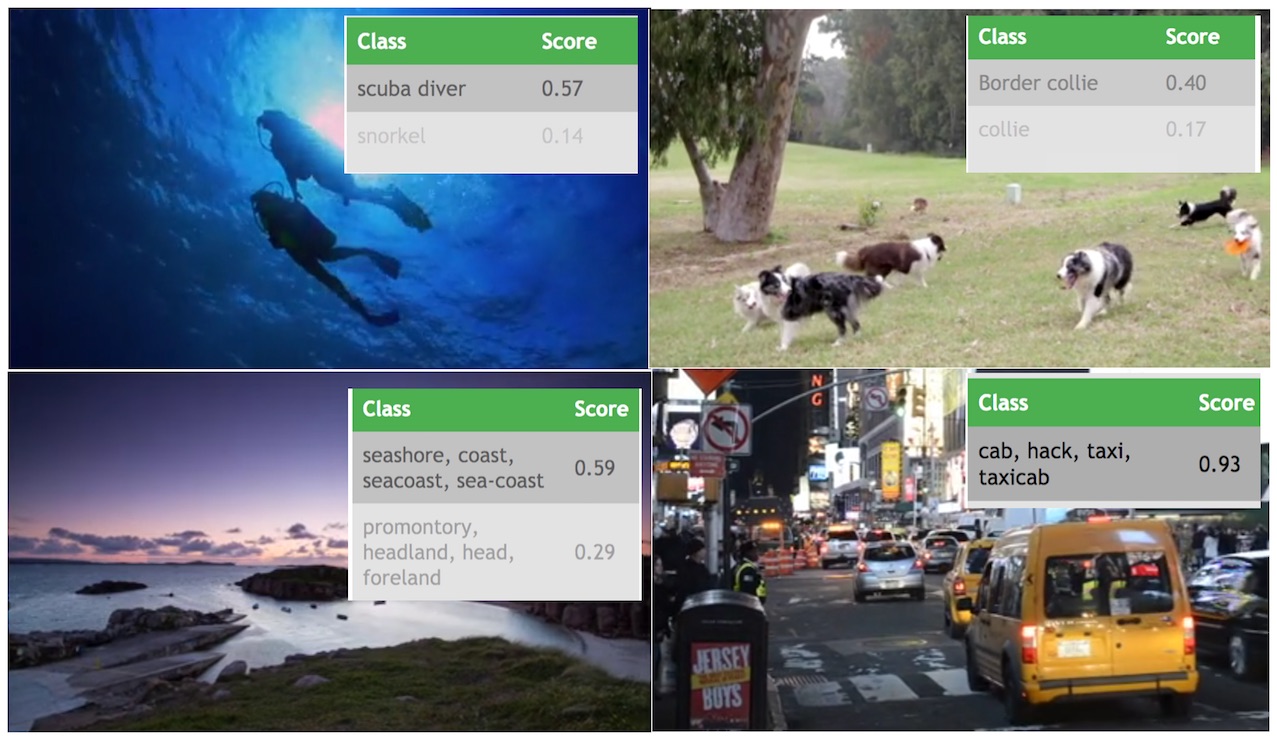 Class Score
scuba diver 0.57
snorkel 0.14
Class Score
Border collie 0.40
collie 0.17
Class Score
seashore, coast,
seacoast, sea-coast 0.59
promontory,
headland, head, 0.29
foreland
Class Score
cab, hack, taxi,
taxicab 0.93
NG
JERSEY
BOYS